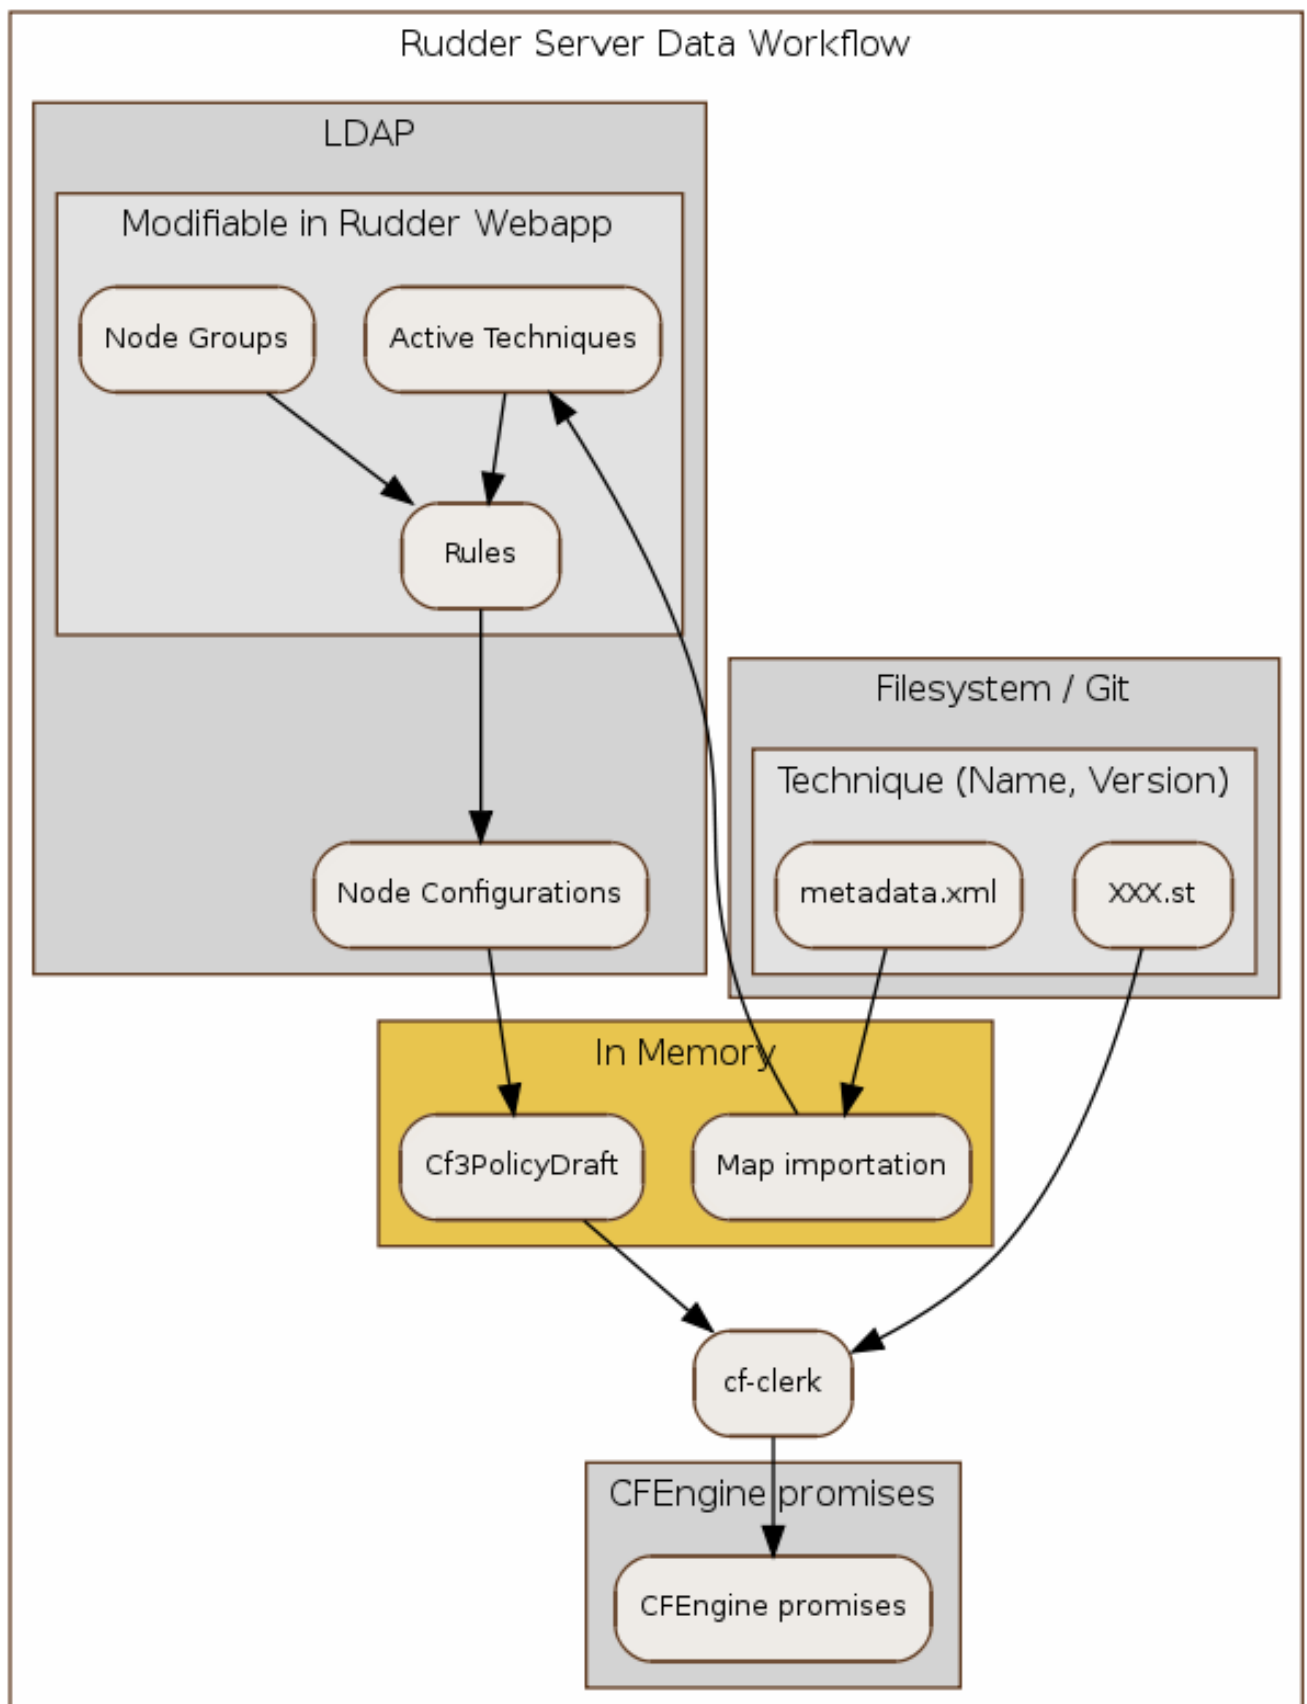 Rudder Server Data Workflow
LDAP
Modifiable in Rudder Webapp
Node Groups
Active Techniques
Rules
Filesystem / Git
Technique (Name, Version)
Node Configurations
metadata.xml
XXX.st
In Memory
Cf3PolicyDraft
Map importation
cf-clerk
CFEngine promises
CFEngine promises